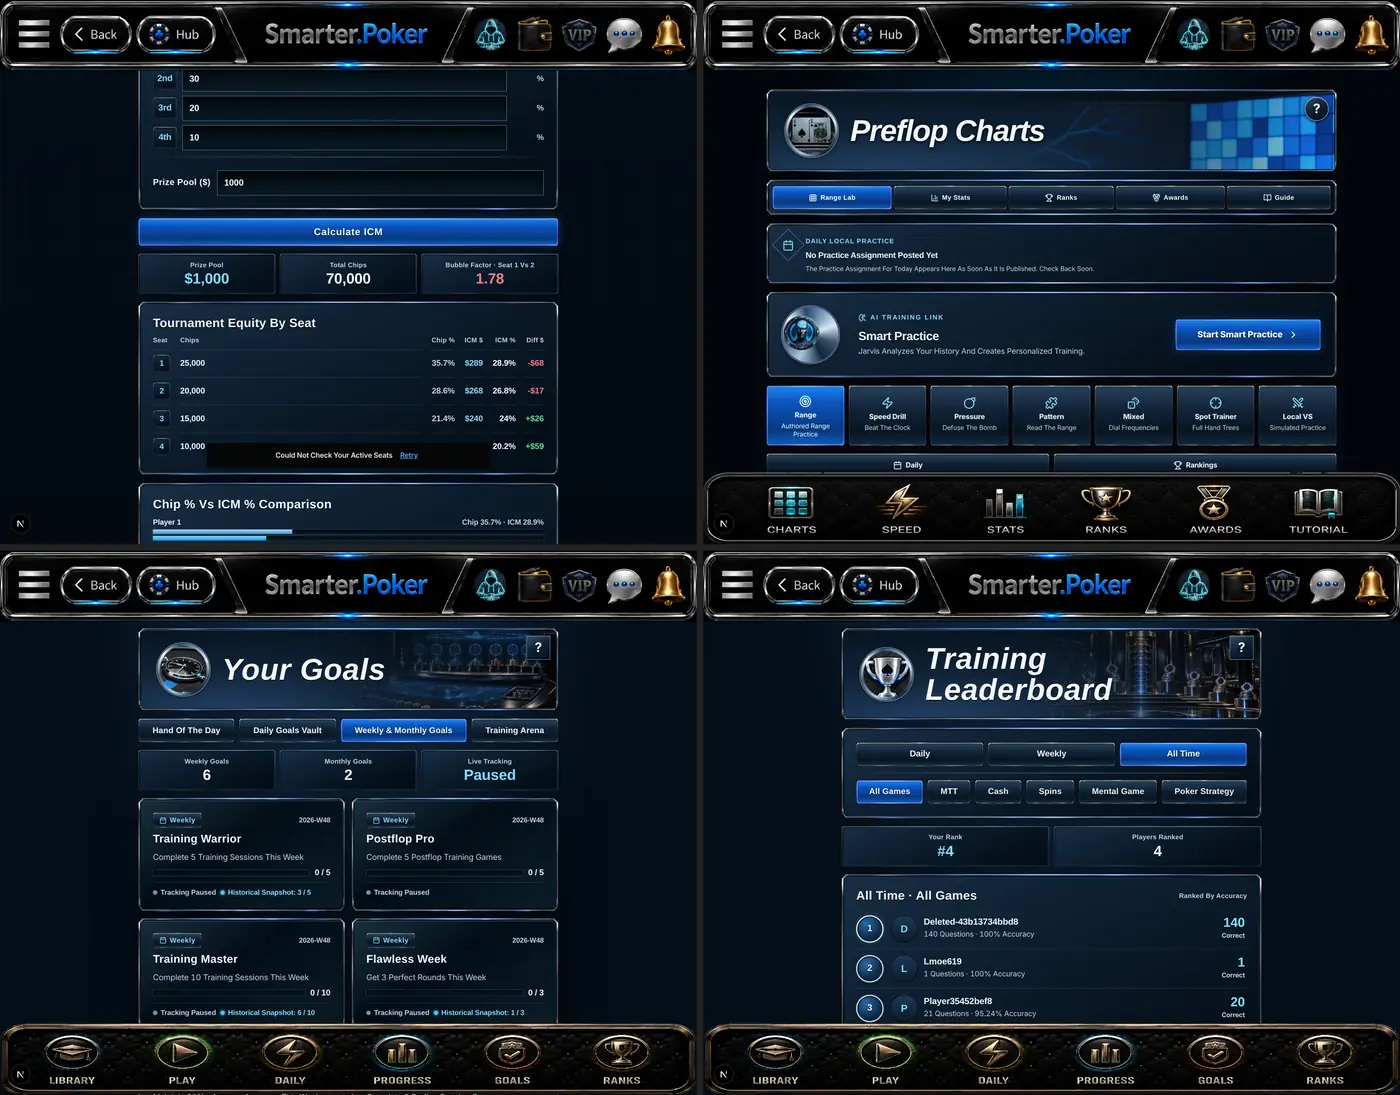 Back
Hub
Smarter.Poker
VIP
2nd 30 %
3rd 20 %
4th 10 %
Prize Pool ($) 1000
Calculate ICM
Prize Pool
$1,000
Total Chips
70,000
Bubble Factor · Seat 1 Vs 2
1.78
Tournament Equity By Seat
Seat Chips Chip % ICM $ ICM % Diff $
1 25,000 35.7% $289 28.9% -$68
2 20,000 28.6% $268 26.8% -$17
3 15,000 21.4% $240 24% +$26
4 10,000 20.2% +$59
Could Not Check Your Active Seats Retry
Chip % Vs ICM % Comparison
Player 1 Chip 35.7% · ICM 28.9%
N
Back
Hub
Smarter.Poker
VIP
Preflop Charts
?
Range Lab
My Stats
Ranks
Awards
Guide
DAILY LOCAL PRACTICE
No Practice Assignment Posted Yet
The Practice Assignment For Today Appears Here As Soon As It Is Published. Check Back Soon.
AI TRAINING LINK
Smart Practice
Jarvis Analyzes Your History And Creates Personalized Training.
Start Smart Practice
Range
Authored Range
Practice
Speed Drill
Beat The Clock
Pressure
Defuse The Bomb
Pattern
Read The Range
Mixed
Dial Frequencies
Spot Trainer
Full Hand Trees
Local VS
Simulated Practice
Daily
Rankings
CHARTS
SPEED
STATS
RANKS
AWARDS
TUTORIAL
N
Back
Hub
Smarter.Poker
VIP
Your Goals
?
Hand Of The Day
Daily Goals Vault
Weekly & Monthly Goals
Training Arena
Weekly Goals
6
Monthly Goals
2
Live Tracking
Paused
Weekly 2026-W48
Training Warrior
Complete 5 Training Sessions This Week
0 / 5
Tracking Paused Historical Snapshot: 3 / 5
Weekly 2026-W48
Postflop Pro
Complete 5 Postflop Training Games
0 / 5
Tracking Paused
Weekly 2026-W48
Training Master
Complete 10 Training Sessions This Week
0 / 10
Tracking Paused Historical Snapshot: 6 / 10
Weekly 2026-W48
Flawless Week
Get 3 Perfect Rounds This Week
0 / 3
Tracking Paused Historical Snapshot: 1 / 3
LIBRARY
PLAY
DAILY
PROGRESS
GOALS
RANKS
N
Back
Hub
Smarter.Poker
VIP
Training
Leaderboard
?
Daily
Weekly
All Time
All Games
MTT
Cash
Spins
Mental Game
Poker Strategy
Your Rank
#4
Players Ranked
4
All Time · All Games
Ranked By Accuracy
1 D Deleted-43b13734bbd8 140
140 Questions · 100% Accuracy Correct
2 L Lmoe619 1
1 Questions · 100% Accuracy Correct
3 P Player35452bef8 20
21 Questions · 95.24% Accuracy Correct
LIBRARY
PLAY
DAILY
PROGRESS
GOALS
RANKS
N